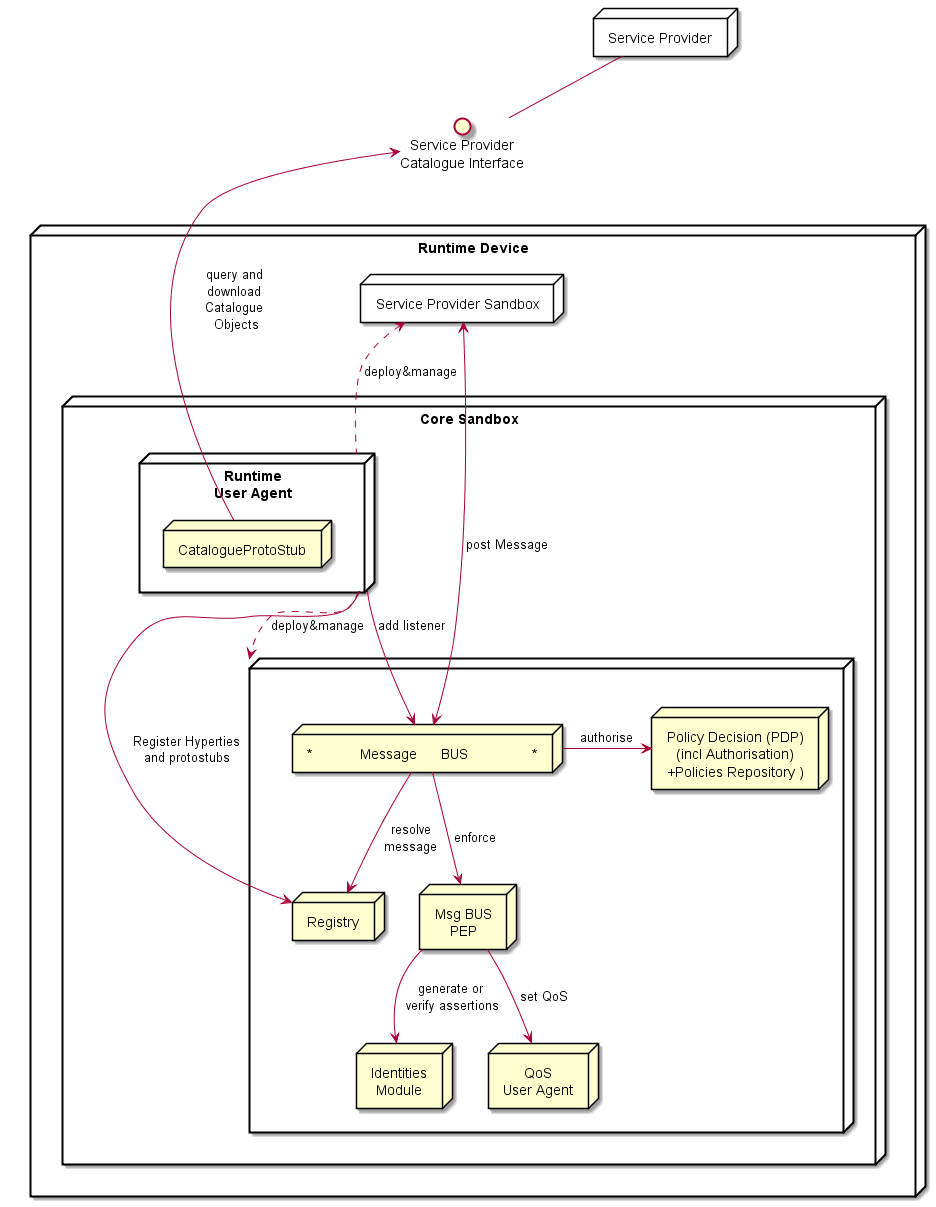 Service Provider
Service Provider
Catalogue Interface
Runtime Device
query and
download
Catalogue
Objects
Service Provider Sandbox
deploy&manage
Core Sandbox
Runtime
User Agent
CatalogueProtoStub
post Message
deploy&manage
add listener
Register Hyperties
and protostubs
* Message BUS *
authorise
Policy Decision (PDP)
(incl Authorisation)
+Policies Repository )
resolve
message
enforce
Registry
Msg BUS
PEP
generate or
verify assertions
set QoS
Identities
Module
QoS
User Agent